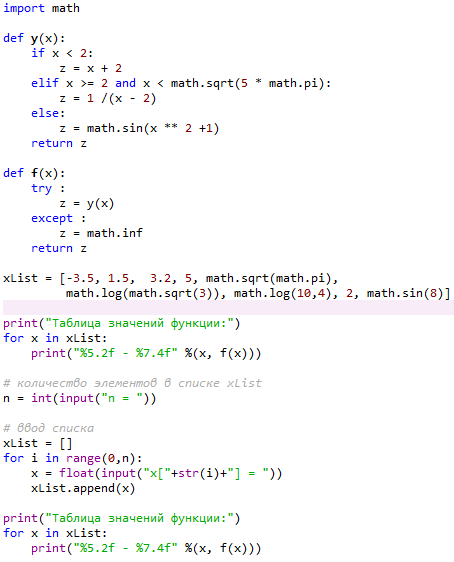 import math

def y(x):
    if x < 2:
        z = x + 2
    elif x >= 2 and x < math.sqrt(5 * math.pi):
        z = 1 /(x - 2)
    else:
        z = math.sin(x ** 2 +1)
    return z

def f(x):
    try :
        z = y(x)
    except :
        z = math.inf
    return z

xList = [-3.5, 1.5,  3.2, 5, math.sqrt(math.pi),
         math.log(math.sqrt(3)), math.log(10,4), 2, math.sin(8)]

print("Таблица значений функции:")
for x in xList:
    print("%5.2f - %7.4f" %(x, f(x)))

# количество элементов в списке xList
n = int(input("n = "))

# ввод списка
xList = []
for i in range(0,n):
    x = float(input("x["+str(i)+"] = "))
    xList.append(x)

print("Таблица значений функции:")
for x in xList:
    print("%5.2f - %7.4f" %(x, f(x)))